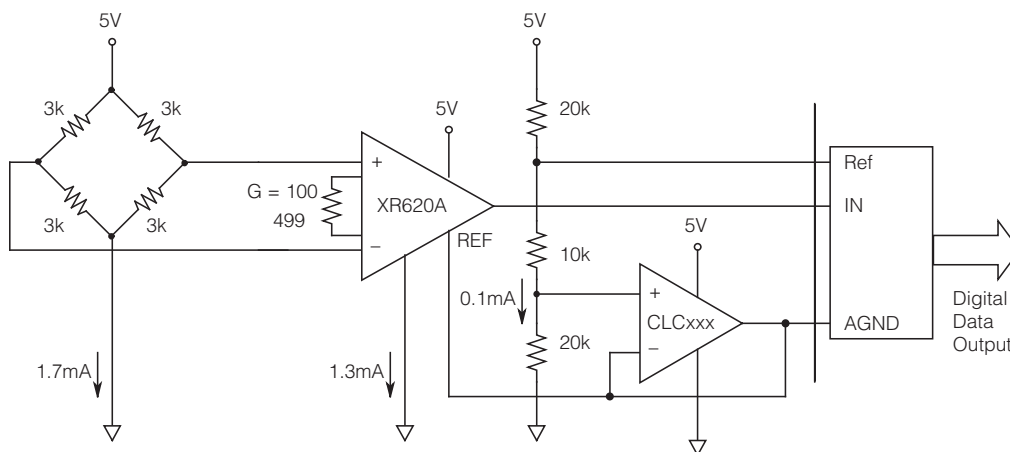 5V
3k
3k
3k
3k
1.7mA
G = 100
499
+
–
5V
XR620A
REF
1.3mA
5V
20k
10k
0.1mA
20k
5V
+
–
CLCxxx
Ref
IN
AGND
Digital
Data
Output